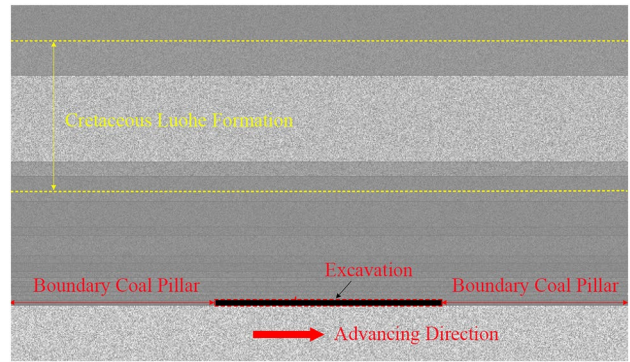 Cretaceous Luohe Formation
Excavation
Boundary Coal Pillar
Boundary Coal Pillar
Advancing Direction